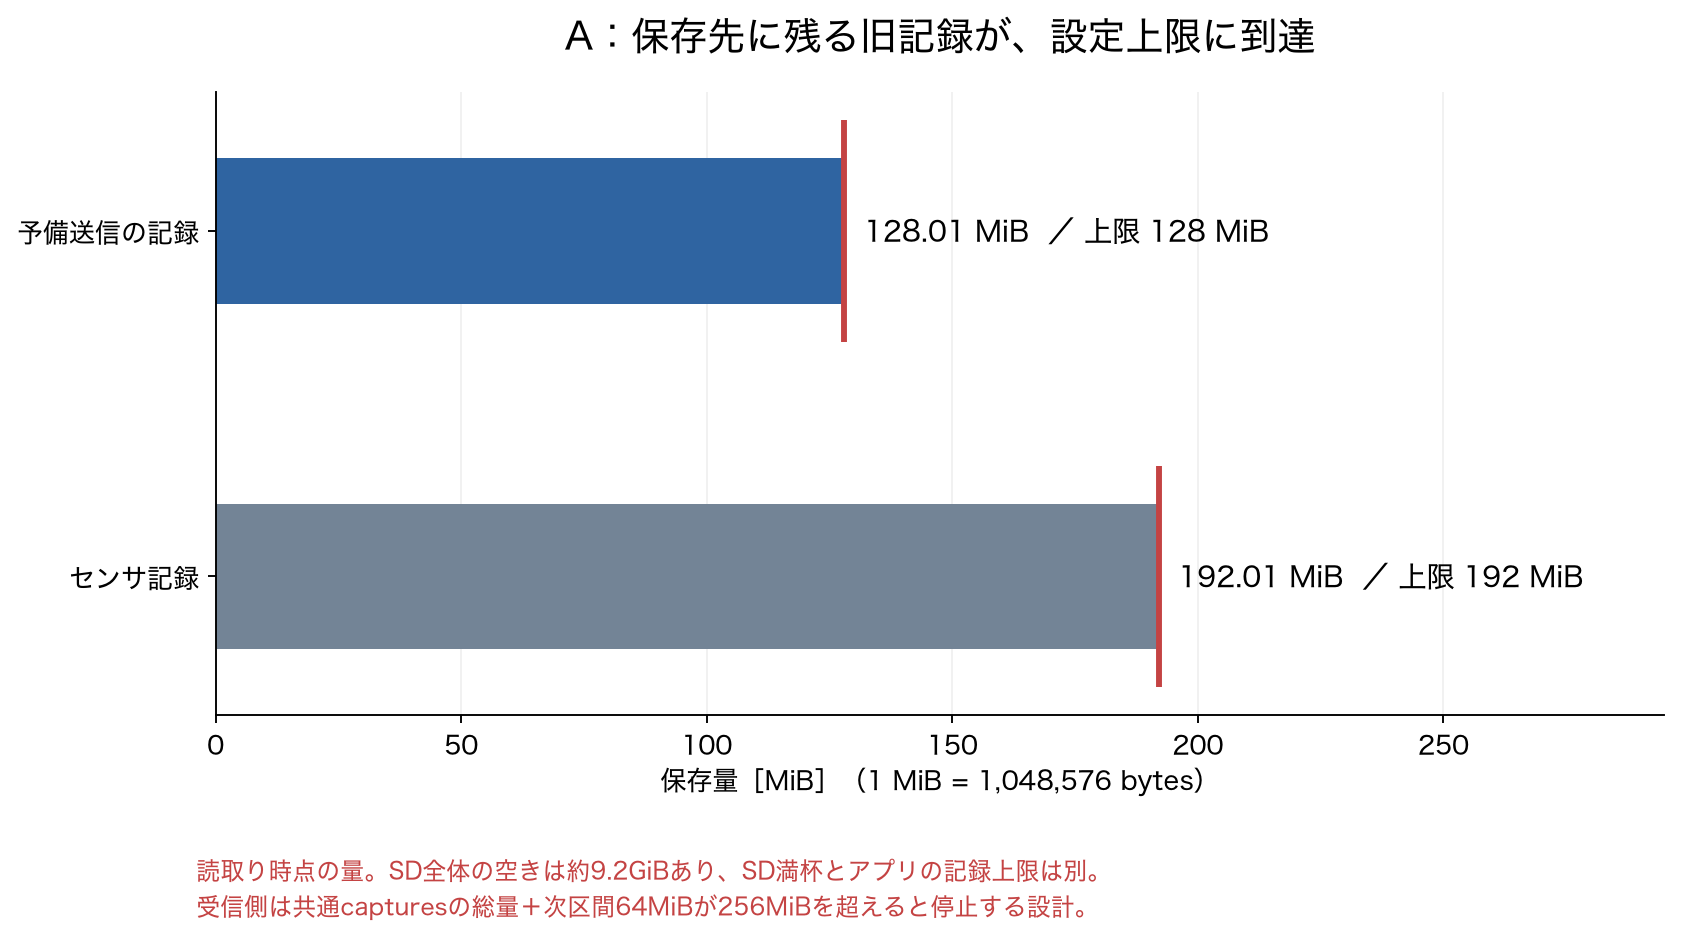 A：保存先に残る旧記録が、設定上限に到達
予備送信の記録
128.01 MiB ／ 上限 128 MiB
センサ記録
192.01 MiB ／ 上限 192 MiB
0 50 100 150 200 250
保存量［MiB］（1 MiB = 1,048,576 bytes）
読取り時点の量。SD全体の空きは約9.2GiBあり、SD満杯とアプリの記録上限は別。
受信側は共通capturesの総量＋次区間64MiBが256MiBを超えると停止する設計。